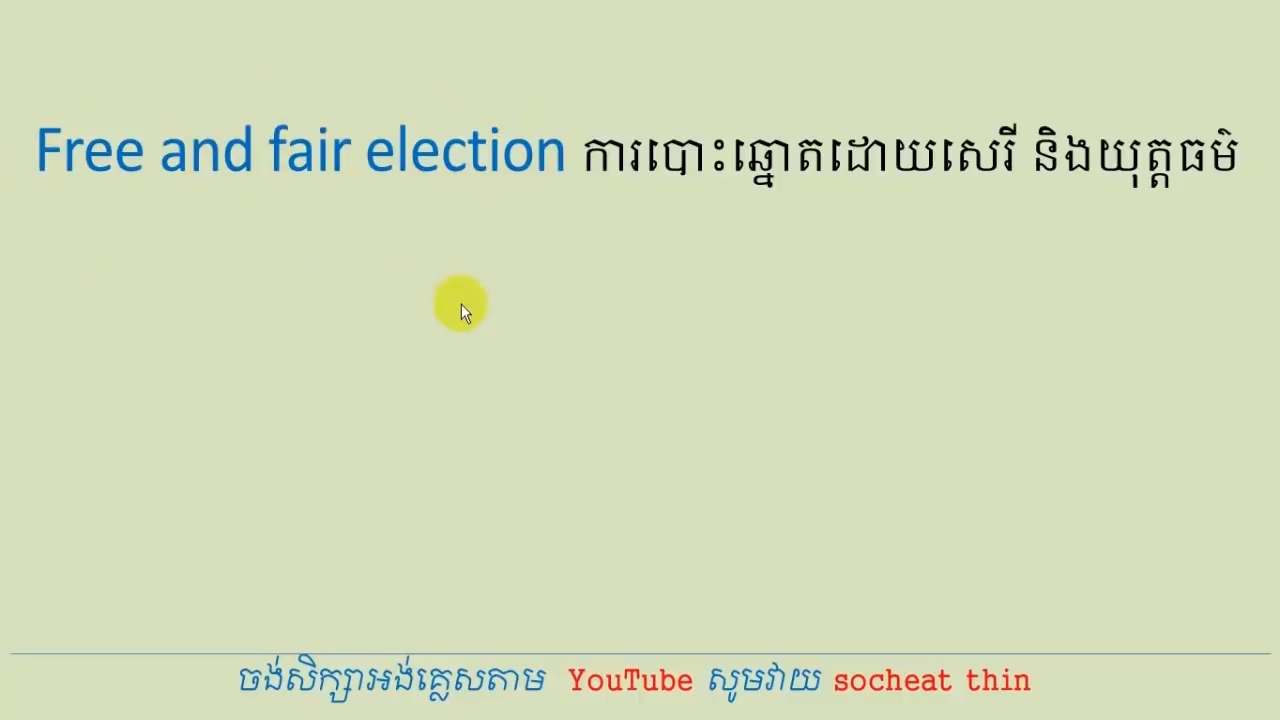 Free and fair election ការបោះឆ្នោតដោយសេរី និងយុត្តធម៌
ចង់សិក្សាអង់គ្លេសតាម YouTube សូមវាយ socheat thin